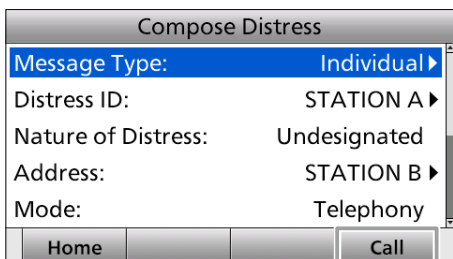 Compose Distress
Message Type: Individual
Distress ID: STATION A
Nature of Distress: Undesignated
Address: STATION B
Mode: Telephony
Home Call